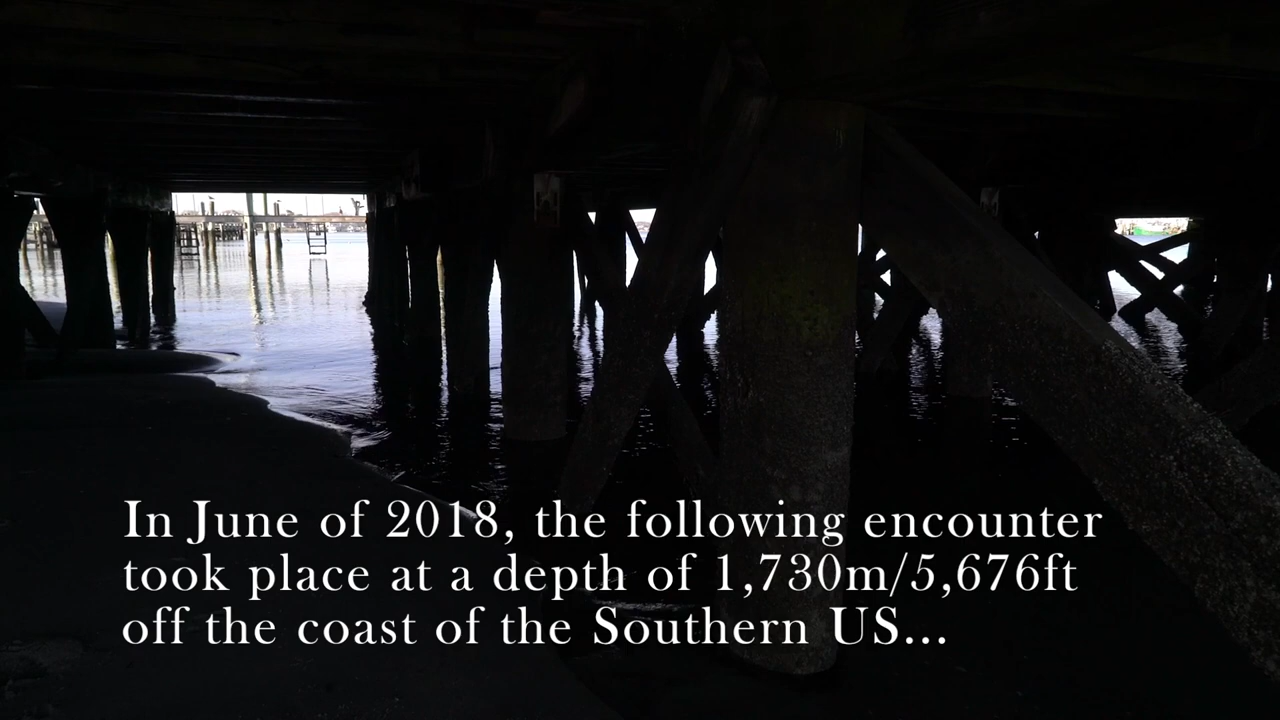 In June of 2018, the following encounter
took place at a depth of 1,730m/5,676ft
off the coast of the Southern US...